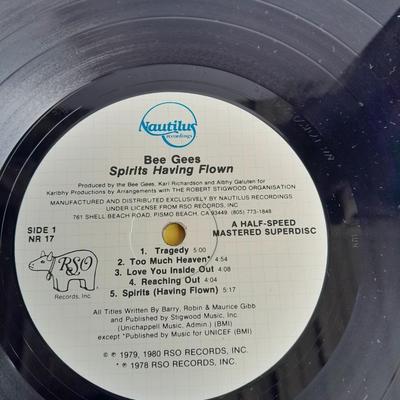 Nautilus
recordings
Bee Gees
Spirits Having Flown
Produced by the Bee Gees, Karl Richardson and Albhy Galuten for
Karlbhy Productions by Arrangements with THE ROBERT STIGWOOD ORGANISATION
MANUFACTURED AND DISTRIBUTED EXCLUSIVELY BY NAUTILUS RECORDINGS
UNDER LICENSE FROM RSO RECORDS, INC
761 SHELL BEACH ROAD, PISMO BEACH, CA 93449 (805) 773-1848
SIDE 1
NR 17
A HALF-SPEED
MASTERED SUPERDISC
1. Tragedy 5:00
2. Too Much Heaven* 4:54
3. Love You Inside Out 4:08
4. Reaching Out 4:04
5. Spirits (Having Flown) 5:17
RSO
Records, Inc.
All Titles Written By Barry, Robin & Maurice Gibb
and Published by Stigwood Music, Inc.
(Unichappell Music, Admin.) (BMI)
except *Published by Music for UNICEF (BMI)
© ℗ 1979, 1980 RSO RECORDS, INC.
* ℗ 1978 RSO RECORDS, INC.